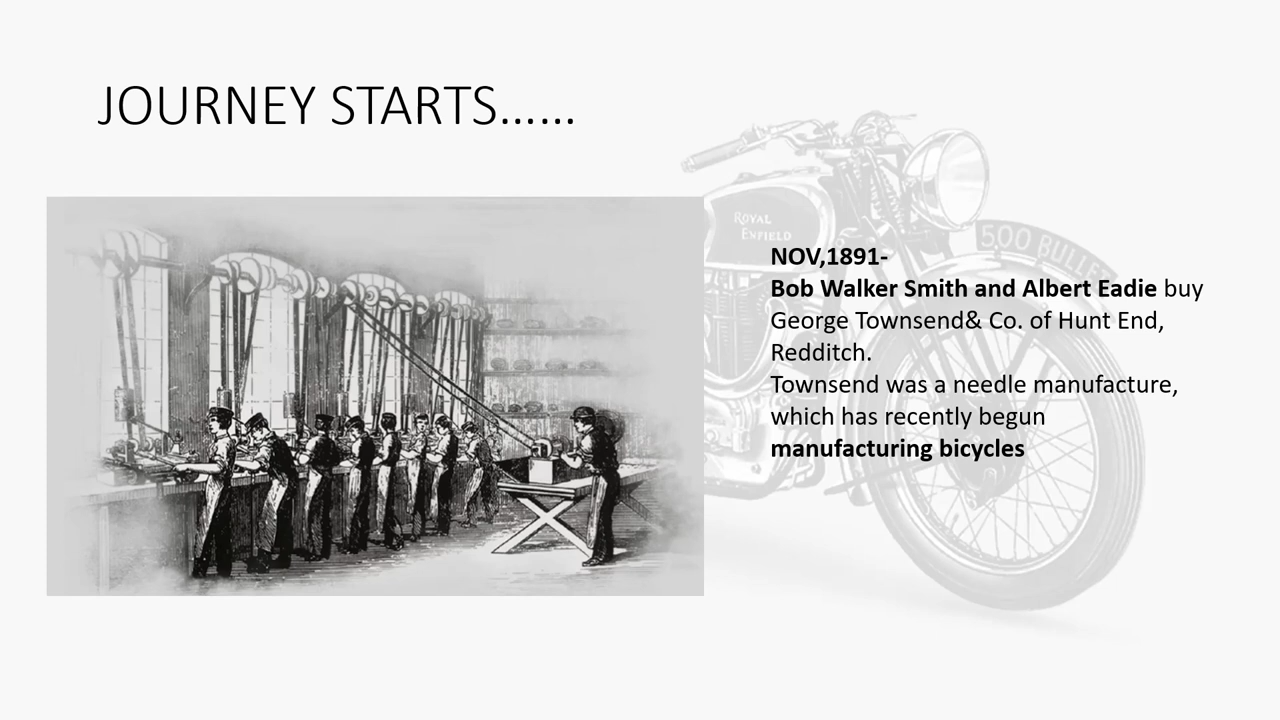 JOURNEY STARTS......
ROYAL
ENFIELD
500 BULLET
NOV,1891-
Bob Walker Smith and Albert Eadie buy
George Townsend& Co. of Hunt End,
Redditch.
Townsend was a needle manufacture,
which has recently begun
manufacturing bicycles